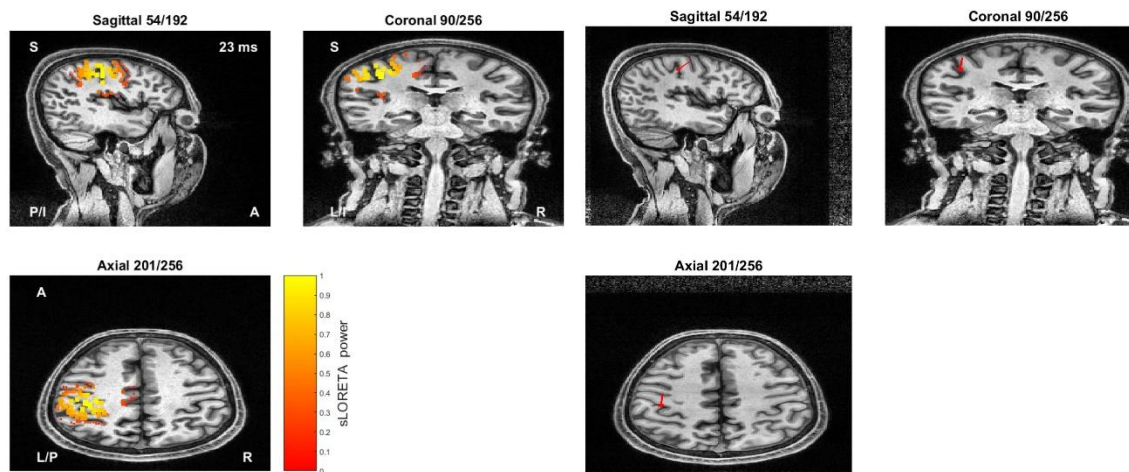 Sagittal 54/192
Coronal 90/256
Sagittal 54/192
Coronal 90/256
S
23 ms
S
P/I
A
L/I
R
Axial 201/256
Axial 201/256
A
L/P
R
1
0.9
0.8
0.7
0.6
0.5
0.4
0.3
0.2
0.1
0
sLORETA power